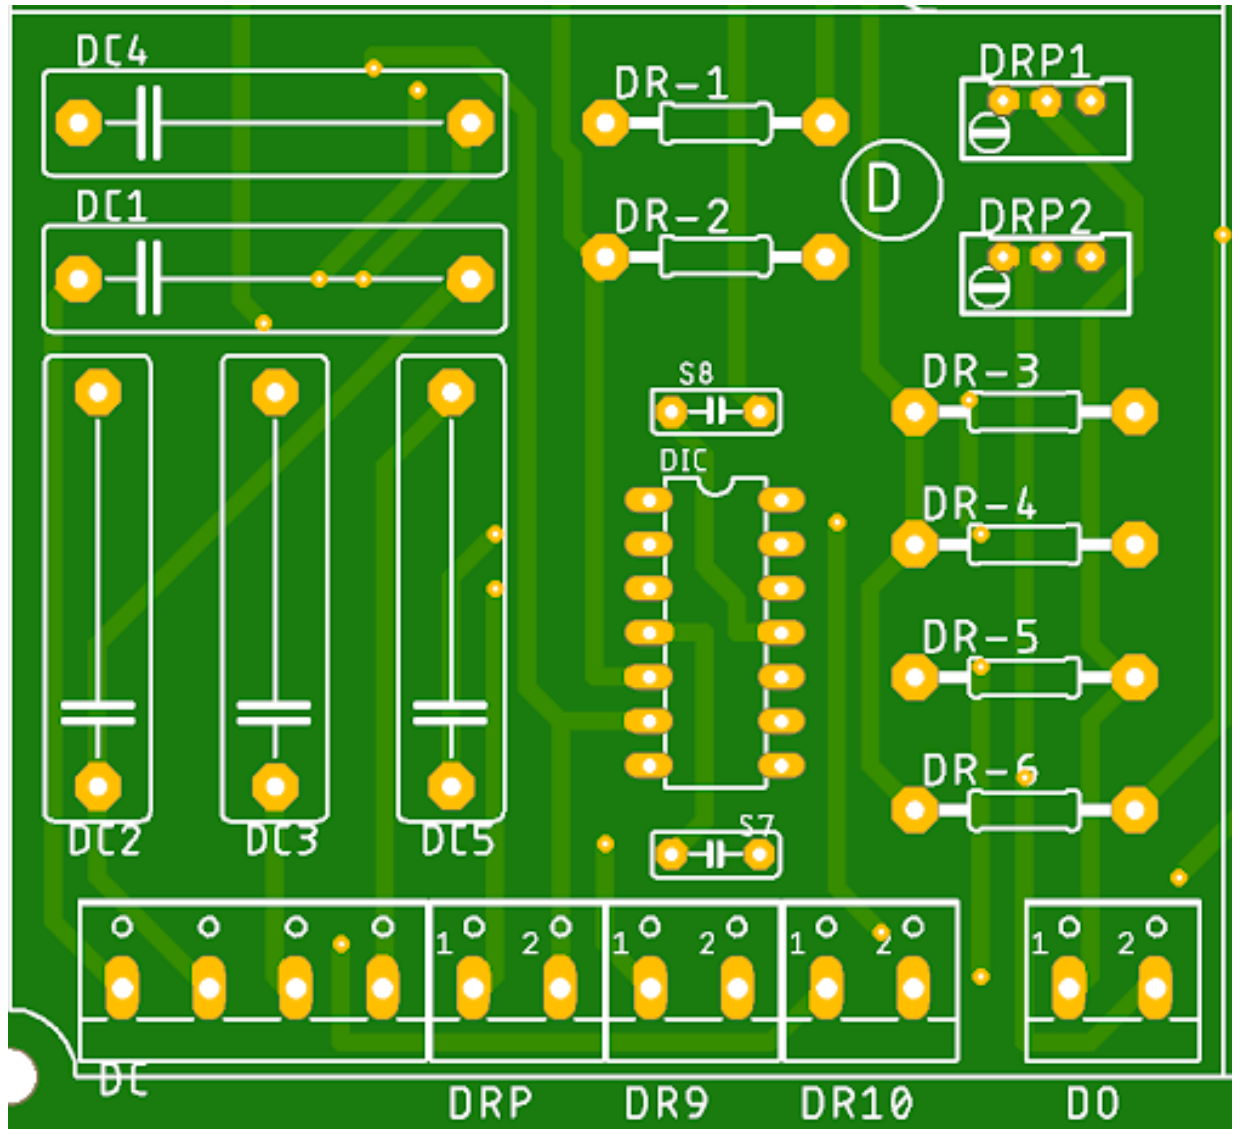 DC4
DR-1
DRP1
D
DC1
DR-2
DRP2
S8
DR-3
DIC
DR-4
DR-5
DR-6
DC2
DC3
DC5
S7
1 2 1 2 1 2 1 2
DC
DRP
DR9
DR10
DO